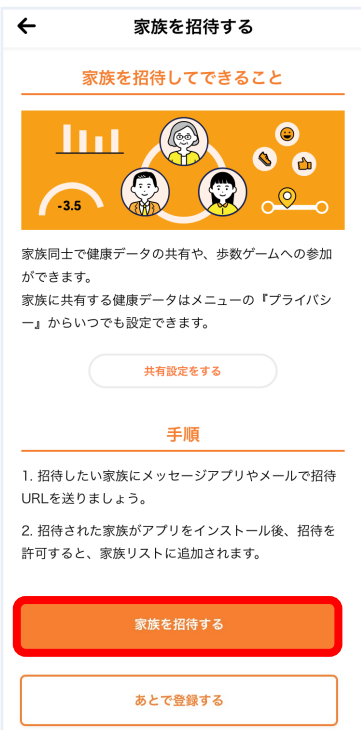 家族を招待する
家族を招待してできること
-3.5
家族同士で健康データの共有や、歩数ゲームへの参加
ができます。
家族に共有する健康データはメニューの『プライバシ
ー』からいつでも設定できます。
共有設定をする
手順
1. 招待したい家族にメッセージアプリやメールで招待
URLを送りましょう。
2. 招待された家族がアプリをインストール後、招待を
許可すると、家族リストに追加されます。
家族を招待する
あとで登録する